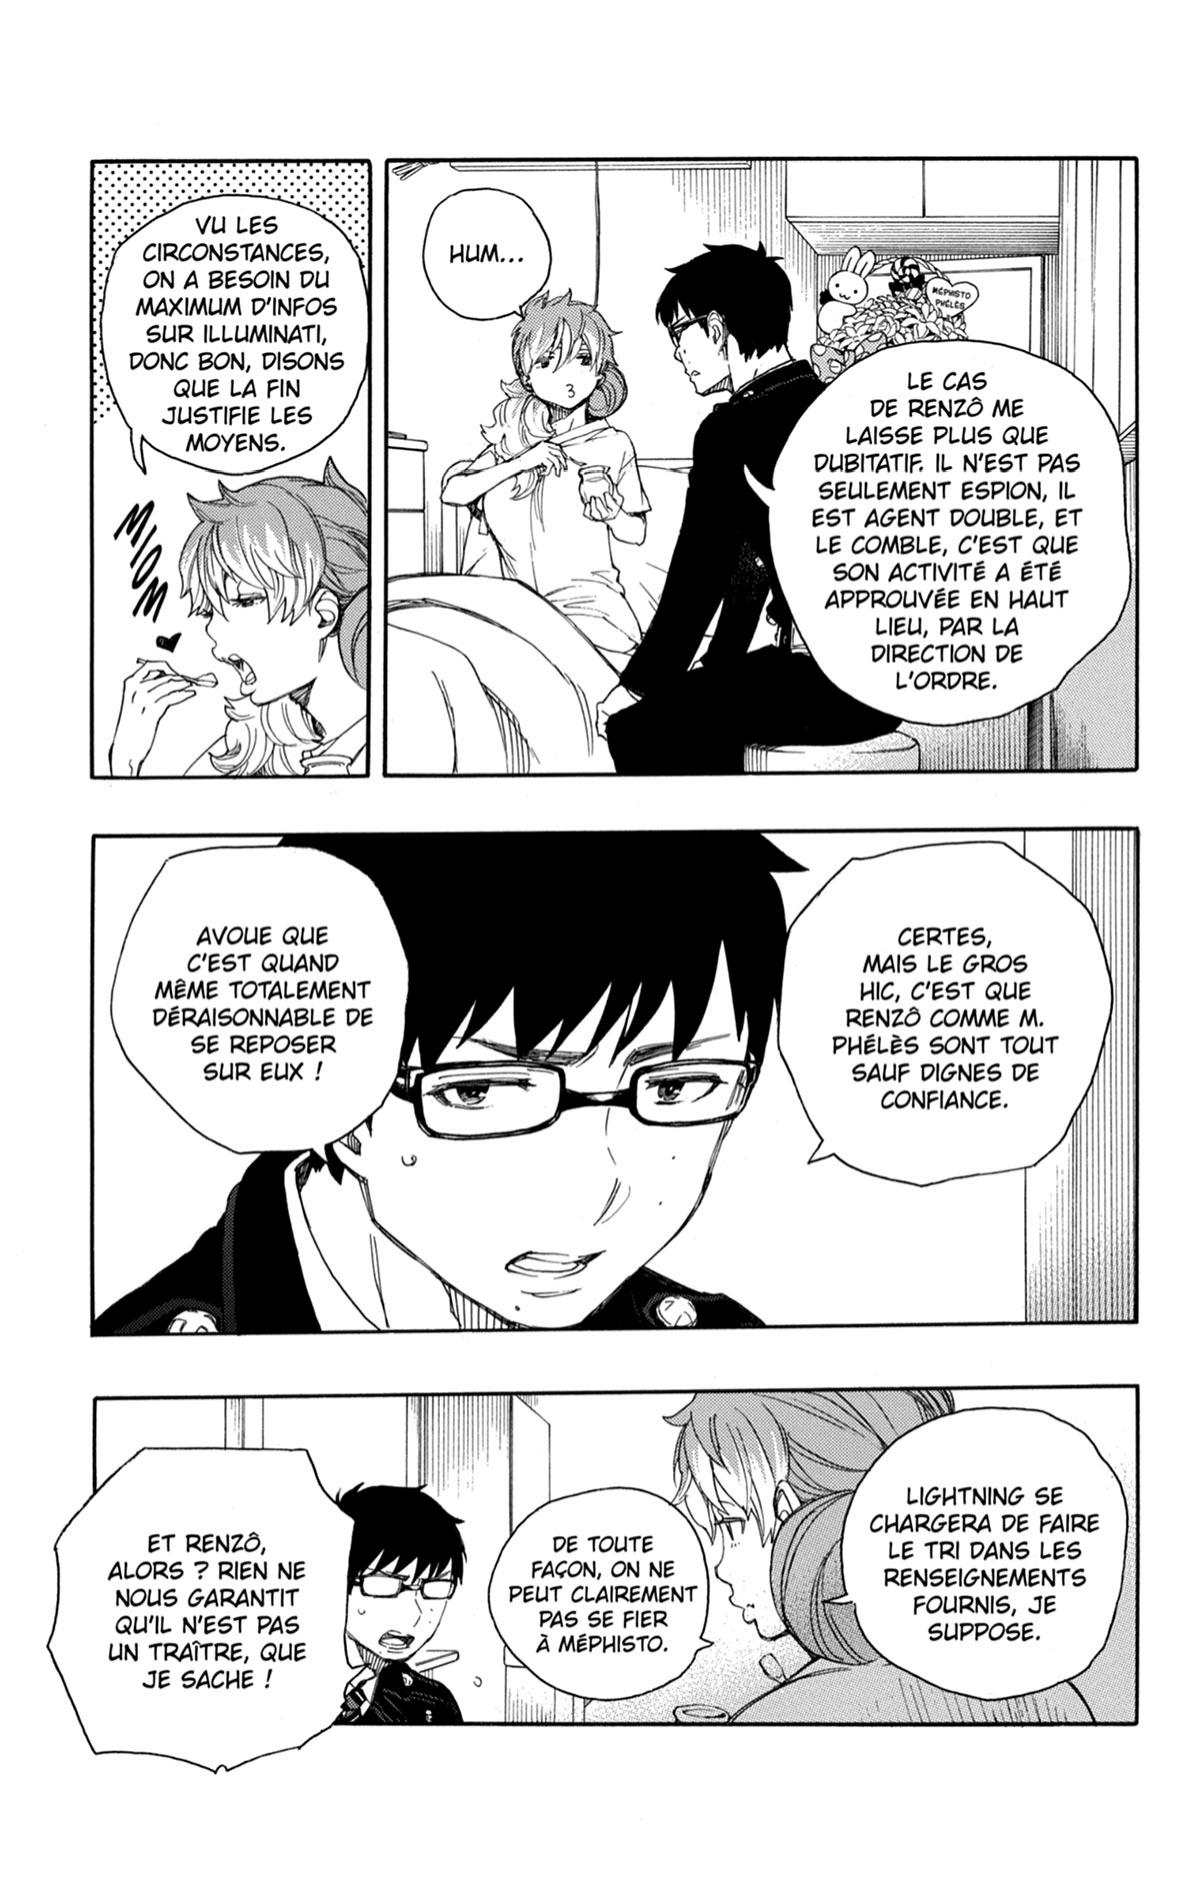 LE CAS
DE RENZÔ ME
LAISSE PLUS QUE
DUBITATIF. IL N'EST PAS
SEULEMENT ESPION, IL
EST AGENT DOUBLE, ET
LE COMBLE, C'EST QUE
SON ACTIVITÉ A ÉTÉ
APPROUVÉE EN HAUT
LIEU, PAR LA
DIRECTION DE
L'ORDRE.
MÉPHISTO
PHÉLÈS
HUM...
VU LES
CIRCONSTANCES,
ON A BESOIN DU
MAXIMUM D'INFOS
SUR ILLUMINATI,
DONC BON, DISONS
QUE LA FIN
JUSTIFIE LES
MOYENS.
MIOM
CERTES,
MAIS LE GROS
HIC, C'EST QUE
RENZÔ COMME M.
PHÉLÈS SONT TOUT
SAUF DIGNES DE
CONFIANCE.
AVOUE QUE
C'EST QUAND
MÊME TOTALEMENT
DÉRAISONNABLE DE
SE REPOSER
SUR EUX !
LIGHTNING SE
CHARGERA DE FAIRE
LE TRI DANS LES
RENSEIGNEMENTS
FOURNIS, JE
SUPPOSE.
DE TOUTE
FAÇON, ON NE
PEUT CLAIREMENT
PAS SE FIER
À MÉPHISTO.
ET RENZÔ,
ALORS ? RIEN NE
NOUS GARANTIT
QU'IL N'EST PAS
UN TRAÎTRE, QUE
JE SACHE !